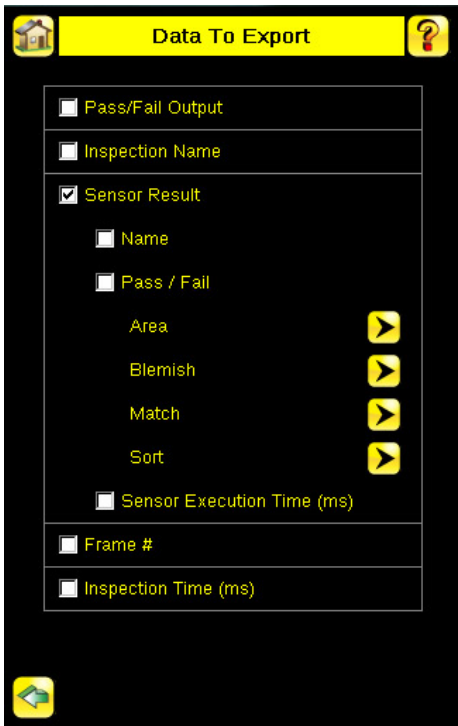 Data To Export
Pass/Fail Output
Inspection Name
Sensor Result
Name
Pass / Fail
Area
Blemish
Match
Sort
Sensor Execution Time (ms)
Frame #
Inspection Time (ms)